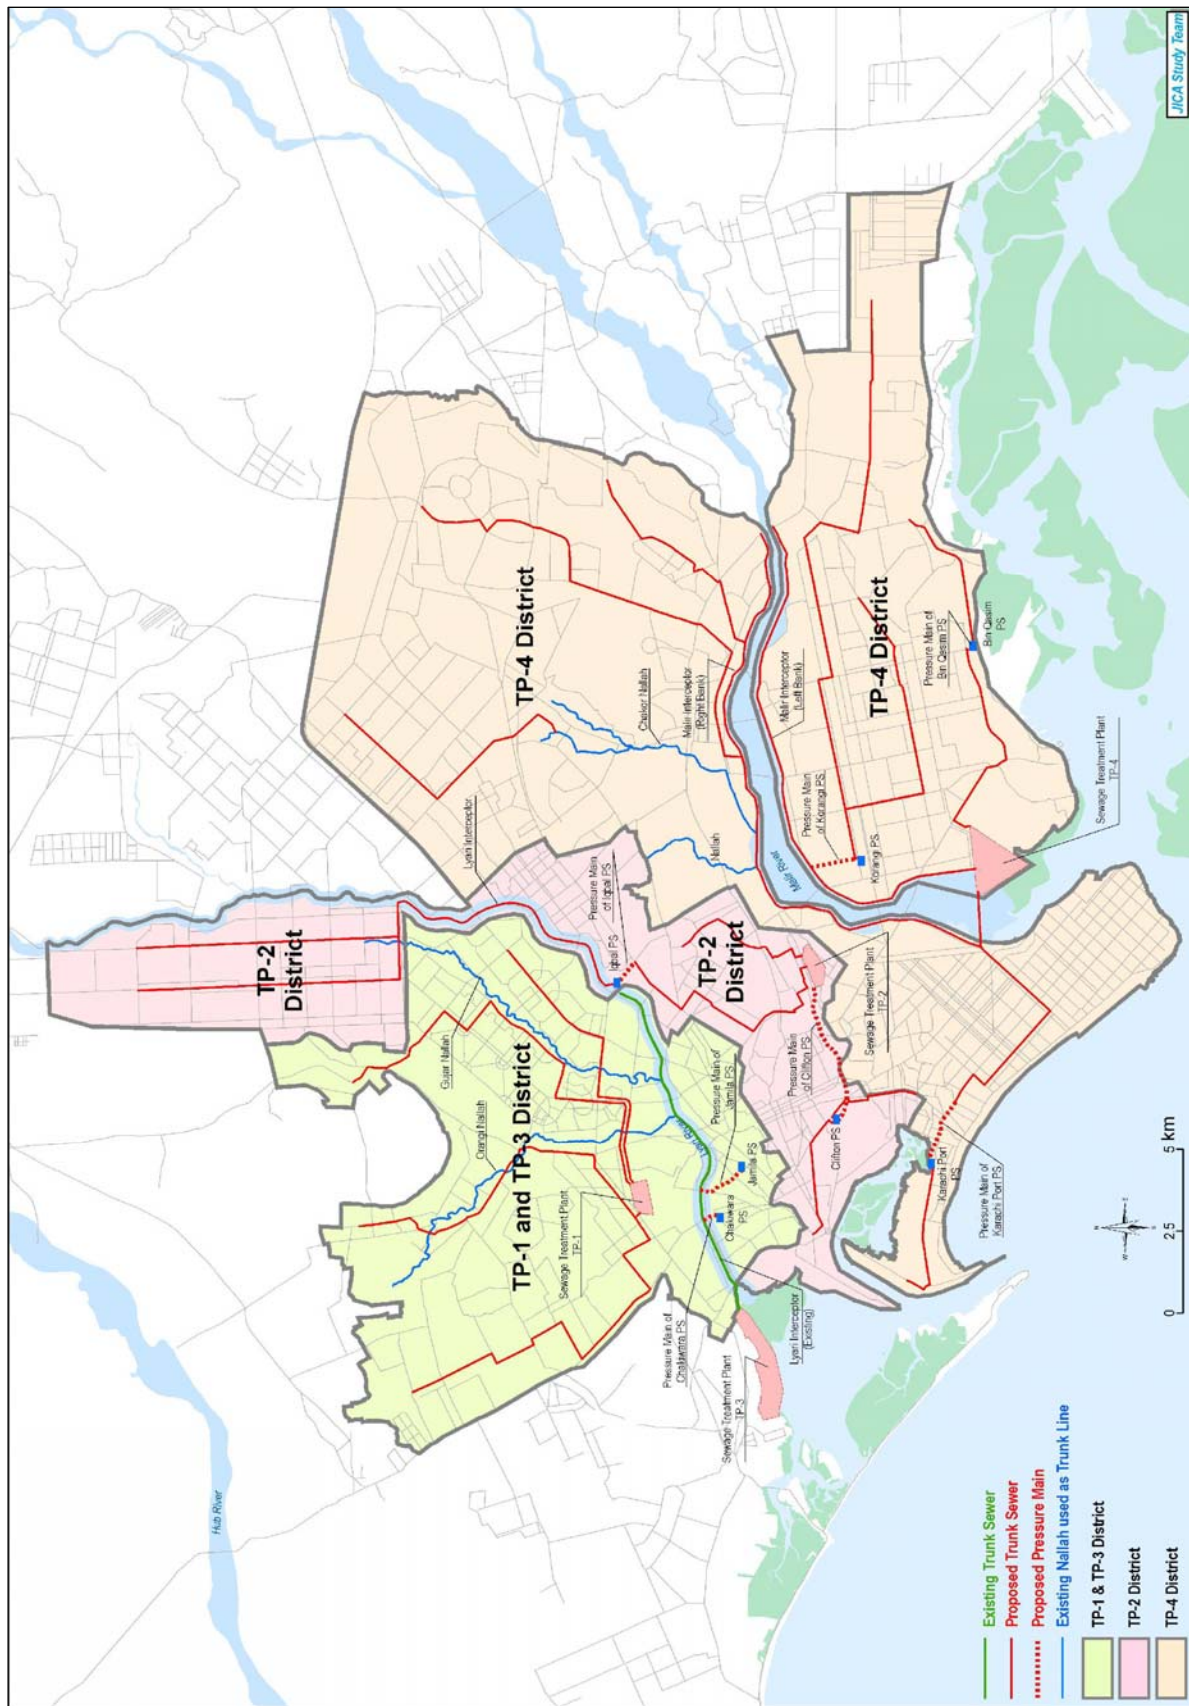 JICA Study Team
Hub River
TP-4 District
TP-2
District
Lyari Interceptor
Chakor Nallah
Malir Interceptor
(Right Bank)
Malir Interceptor
(Left Bank)
TP-4 District
Pressure Main of
Bin Qasim PS
Bin Qasim
PS
Gujar Nallah
Orangi Nallah
TP-1 and TP-3 District
Sewage Treatment Plant
TP-1
Pressure Main
of Iqbal PS
Iqbal PS
Nallah
Malir River
Pressure Main
of Korangi PS
Korangi PS
Sewage Treatment Plant
TP-4
TP-2
District
Lyari River
Pressure Main of
Jamila PS
Jamila PS
Chakiwara
PS
Pressure Main of
Chakiwara PS
Pressure Main
of Clifton PS
Clifton PS
Sewage Treatment Plant
TP-2
Sewage Treatment Plant
TP-3
Lyari Interceptor
(Existing)
Karachi Port
PS
Pressure Main of
Karachi Port PS
N
W
E
S
0 2.5 5 km
Existing Trunk Sewer
Proposed Trunk Sewer
Proposed Pressure Main
Existing Nallah used as Trunk Line
TP-1 & TP-3 District
TP-2 District
TP-4 District